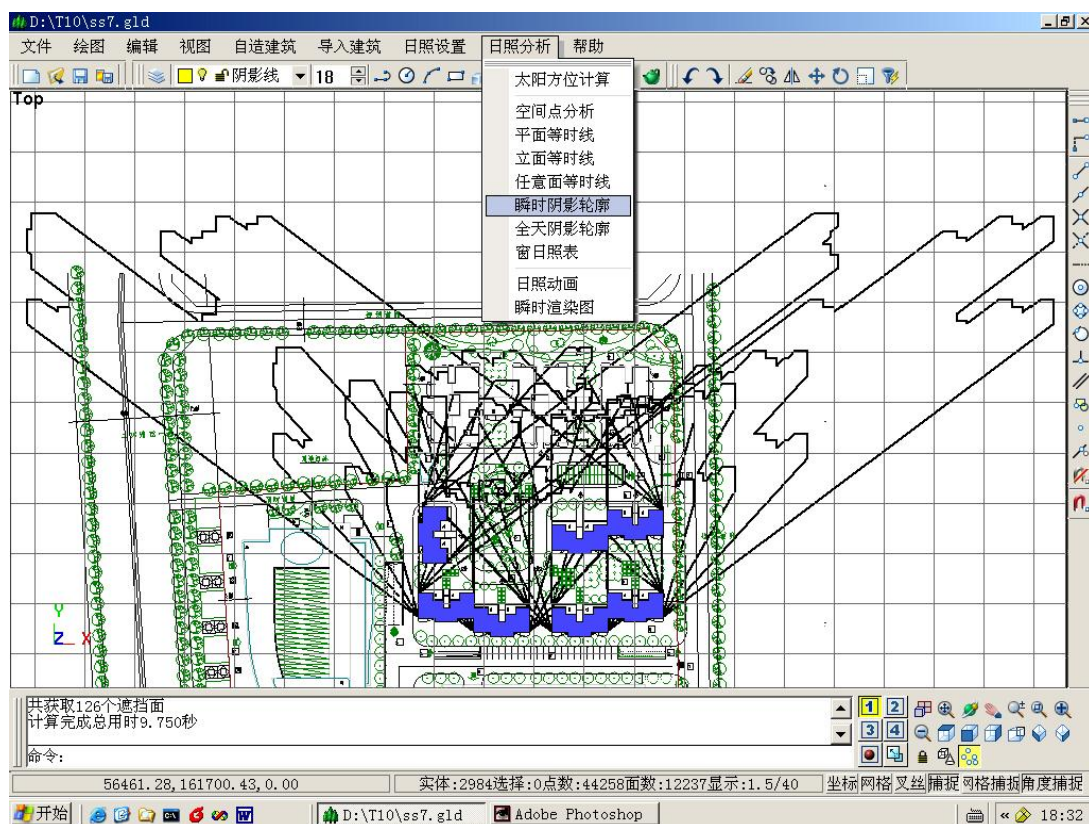 D:\T10\ss7.gld
文件 绘图 编辑 视图 自造建筑 导入建筑 日照设置 日照分析 帮助
阴影线 18
Top
太阳方位计算
空间点分析
平面等时线
立面等时线
任意面等时线
瞬时阴影轮廓
全天阴影轮廓
窗日照表
日照动画
瞬时渲染图
Y
Z X
共获取126个遮挡面
计算完成总用时9.750秒
命令:
1 2
3 4
56461.28,161700.43,0.00 实体:2984选择:0点数:44258面数:12237显示:1.5/40 坐标 网格 叉丝 捕捉 网格捕捉 角度捕捉
开始 D:\T10\ss7.gld Adobe Photoshop 18:32